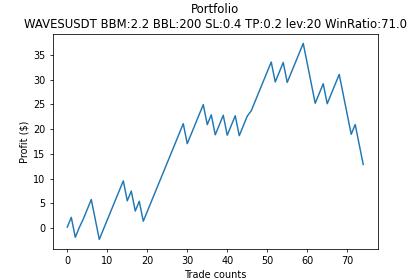 Portfolio
WAVESUSDT BBM:2.2 BBL:200 SL:0.4 TP:0.2 lev:20 WinRatio:71.0
35
30
25
20
15
10
5
0
Profit ($)
0 10 20 30 40 50 60 70
Trade counts